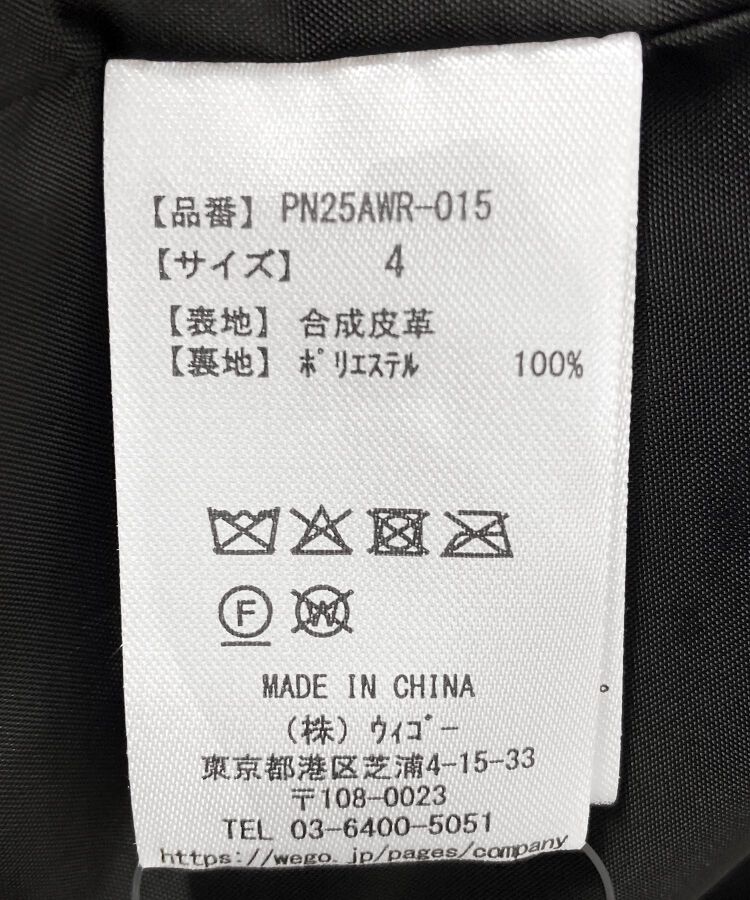 【品番】 PN25AWR-015
【サイズ】 4
【表地】 合成皮革
【裏地】 ﾎﾟﾘｴｽﾃﾙ 100%
F W
MADE IN CHINA
（株）ｳｨｺﾞｰ
東京都港区芝浦4-15-33
〒108-0023
TEL 03-6400-5051
https://wego.jp/pages/company